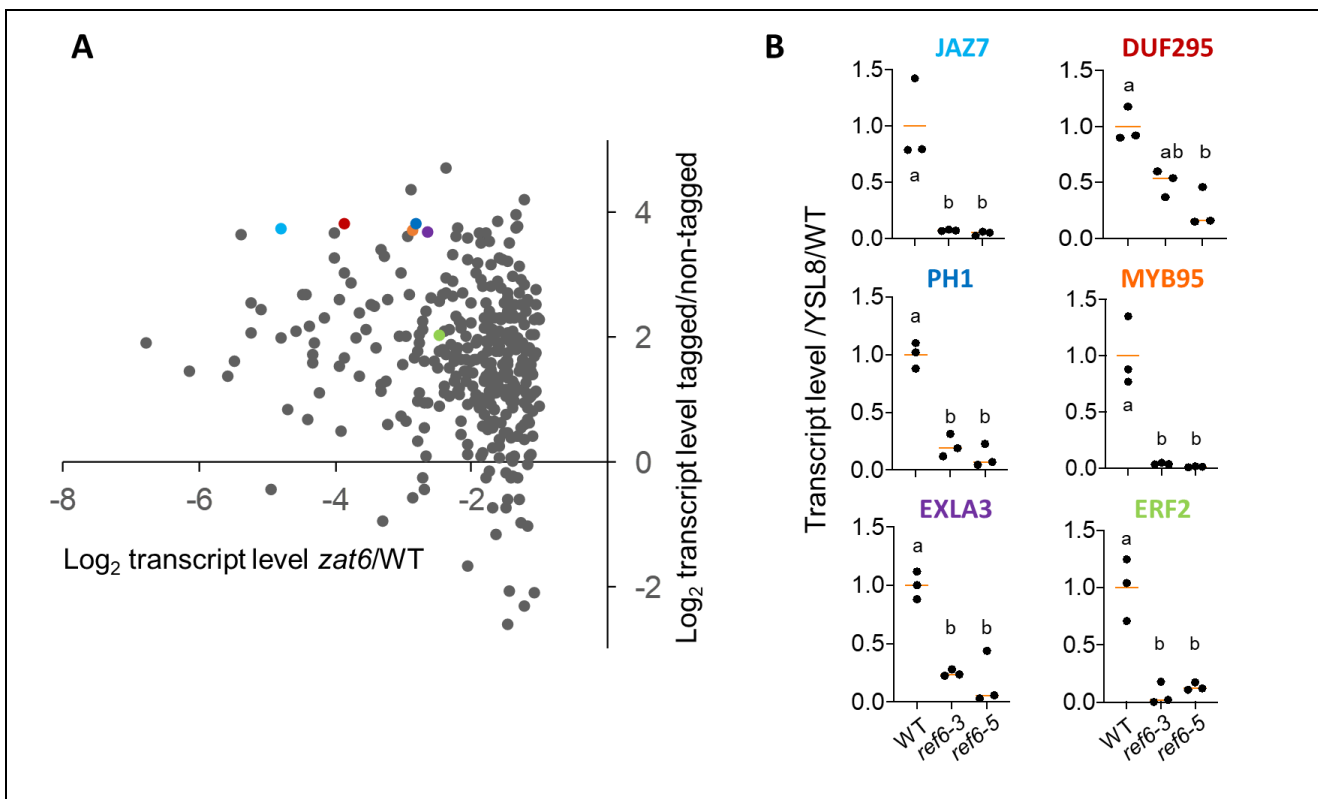 A
4
2
0
-2
-8
-6
-4
-2
Log2 transcript level zat6/WT
Log2 transcript level tagged/non-tagged
B
Transcript level /YSL8/WT
JAZ7
1.5
1.0
0.5
0.0
a
b
b
DUF295
1.5
1.0
0.5
0.0
a
ab
b
PH1
1.5
1.0
0.5
0.0
a
b
b
MYB95
1.5
1.0
0.5
0.0
a
b
b
EXLA3
1.5
1.0
0.5
0.0
a
b
b
WT
ref6-3
ref6-5
ERF2
1.5
1.0
0.5
0.0
a
b
b
WT
ref6-3
ref6-5